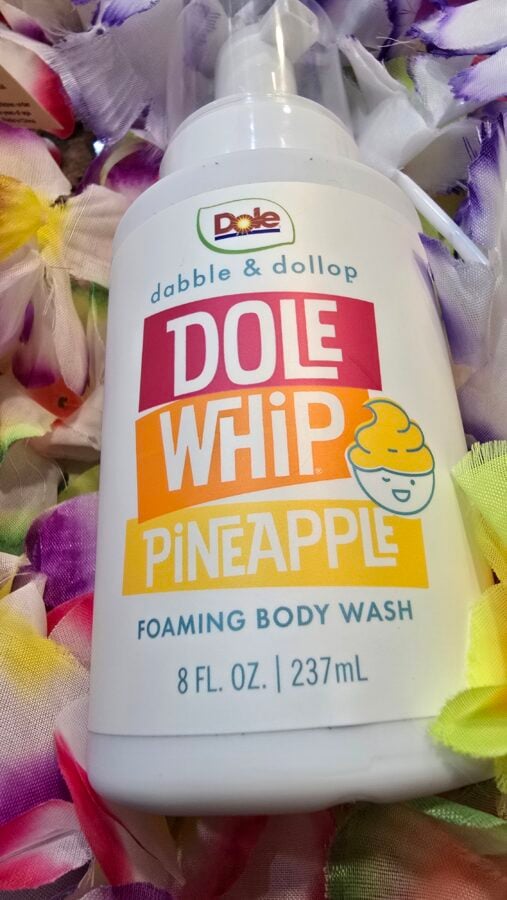 Dole
dabble & dollop
DOLE
WHiP
PiNEAPPLE
FOAMING BODY WASH
8 FL. OZ. | 237mL